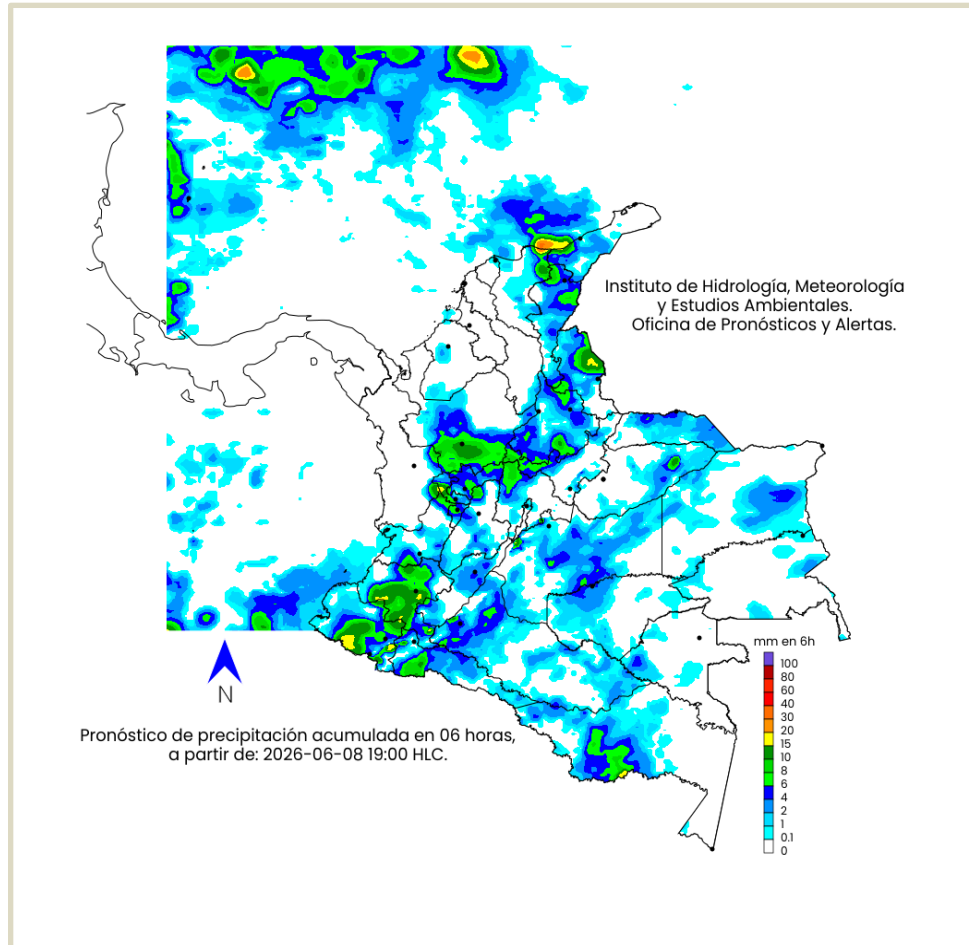 Instituto de Hidrología, Meteorología
y Estudios Ambientales.
Oficina de Pronósticos y Alertas.
mm en 6h
100
80
60
40
30
20
15
10
8
6
4
2
1
0.1
0
N
Pronóstico de precipitación acumulada en 06 horas,
a partir de: 2026-06-08 19:00 HLC.